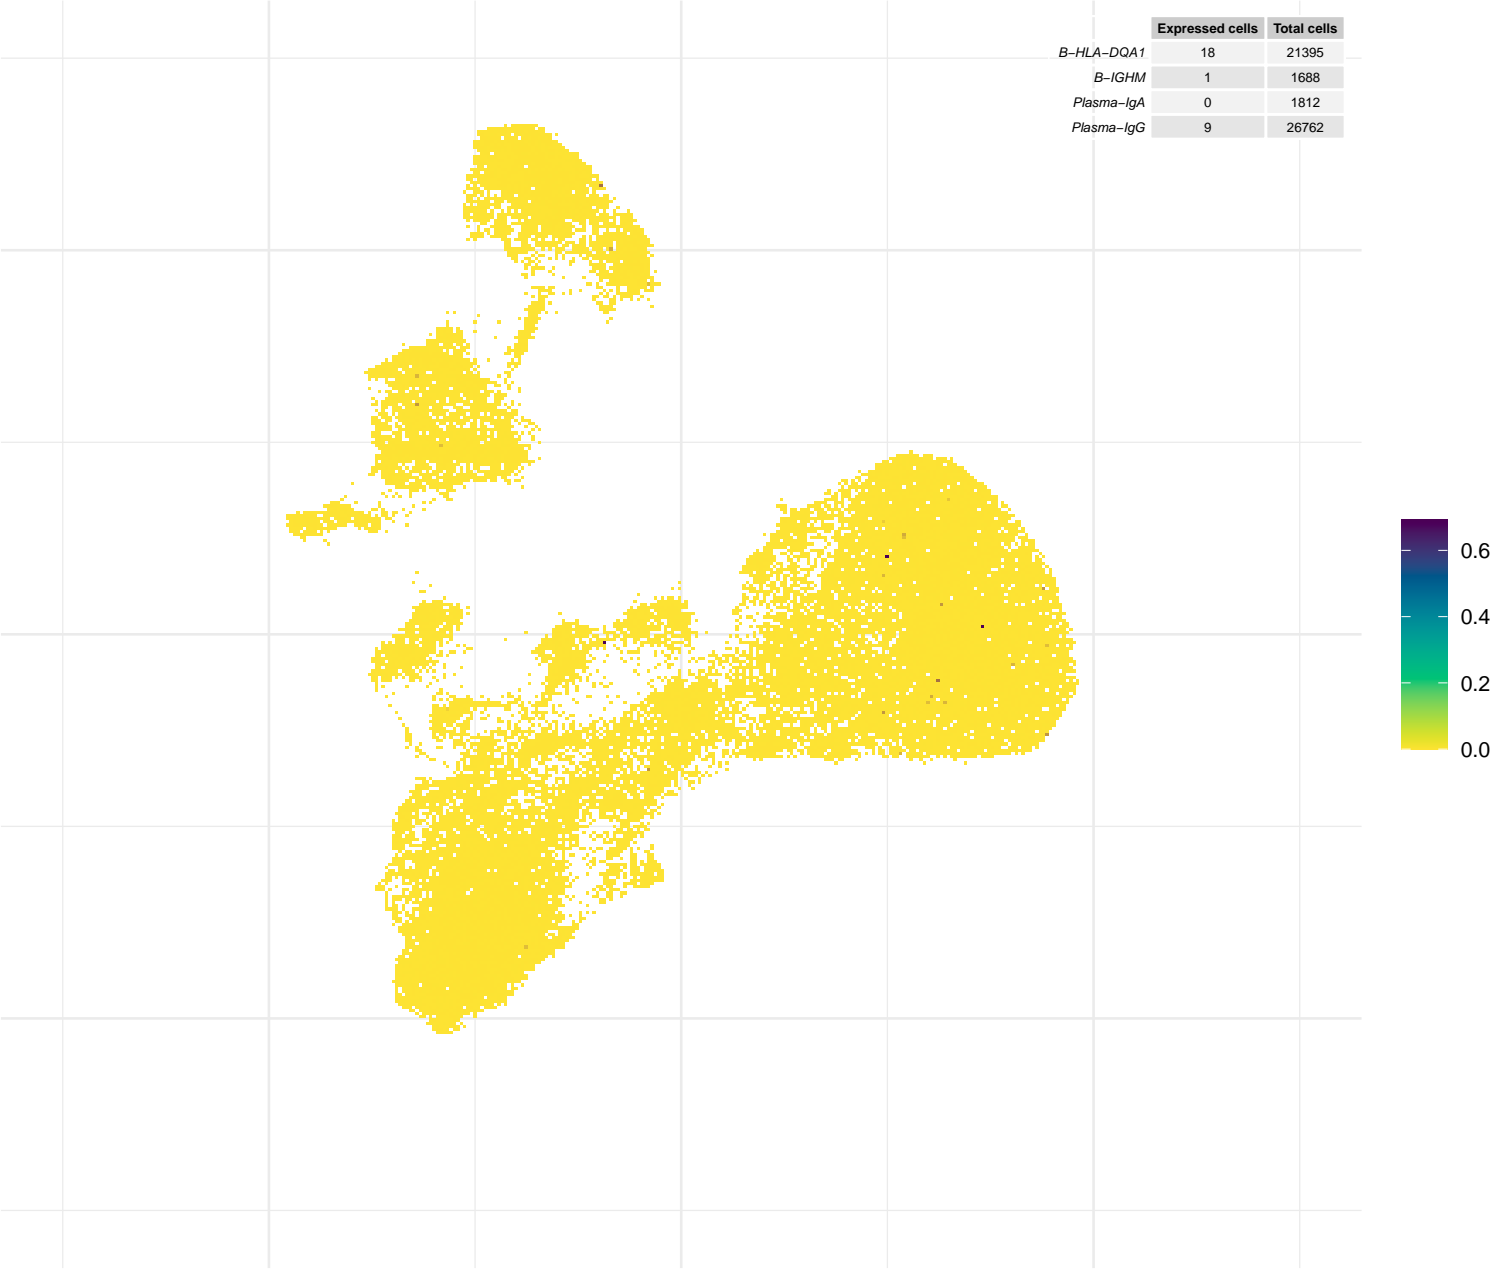 Expressed cells Total cells
B−HLA−DQA1 18 21395
B−IGHM 1 1688
Plasma−IgA 0 1812
Plasma−IgG 9 26762
0.6
0.4
0.2
0.0